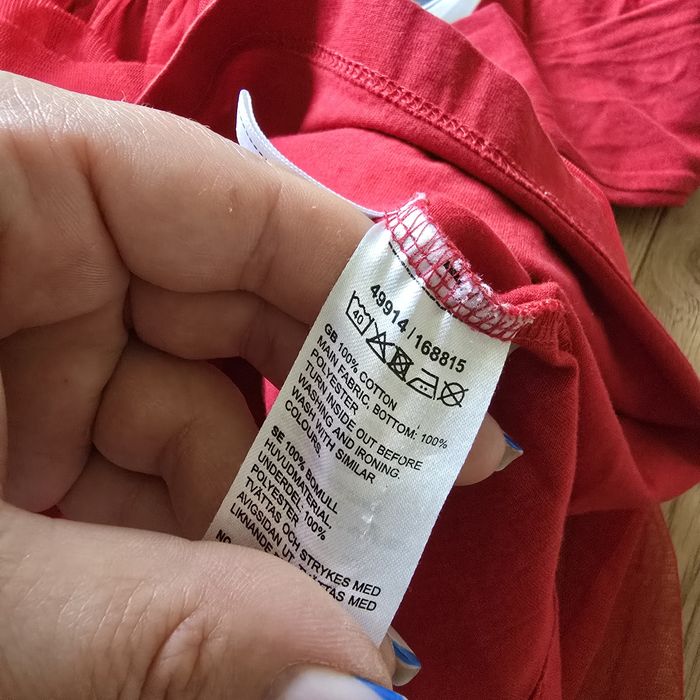 49914 / 168815
40
GB 100% COTTON
MAIN FABRIC, BOTTOM: 100%
POLYESTER
TURN INSIDE OUT BEFORE
WASHING AND IRONING.
WASH WITH SIMILAR
COLOURS.
SE 100% BOMULL
HUVUDMATERIAL,
UNDERDEL: 100%
POLYESTER
TVÄTTAS OCH STRYKES MED
AVIGSIDAN UT. TVÄTTAS MED
LIKNANDE
NO